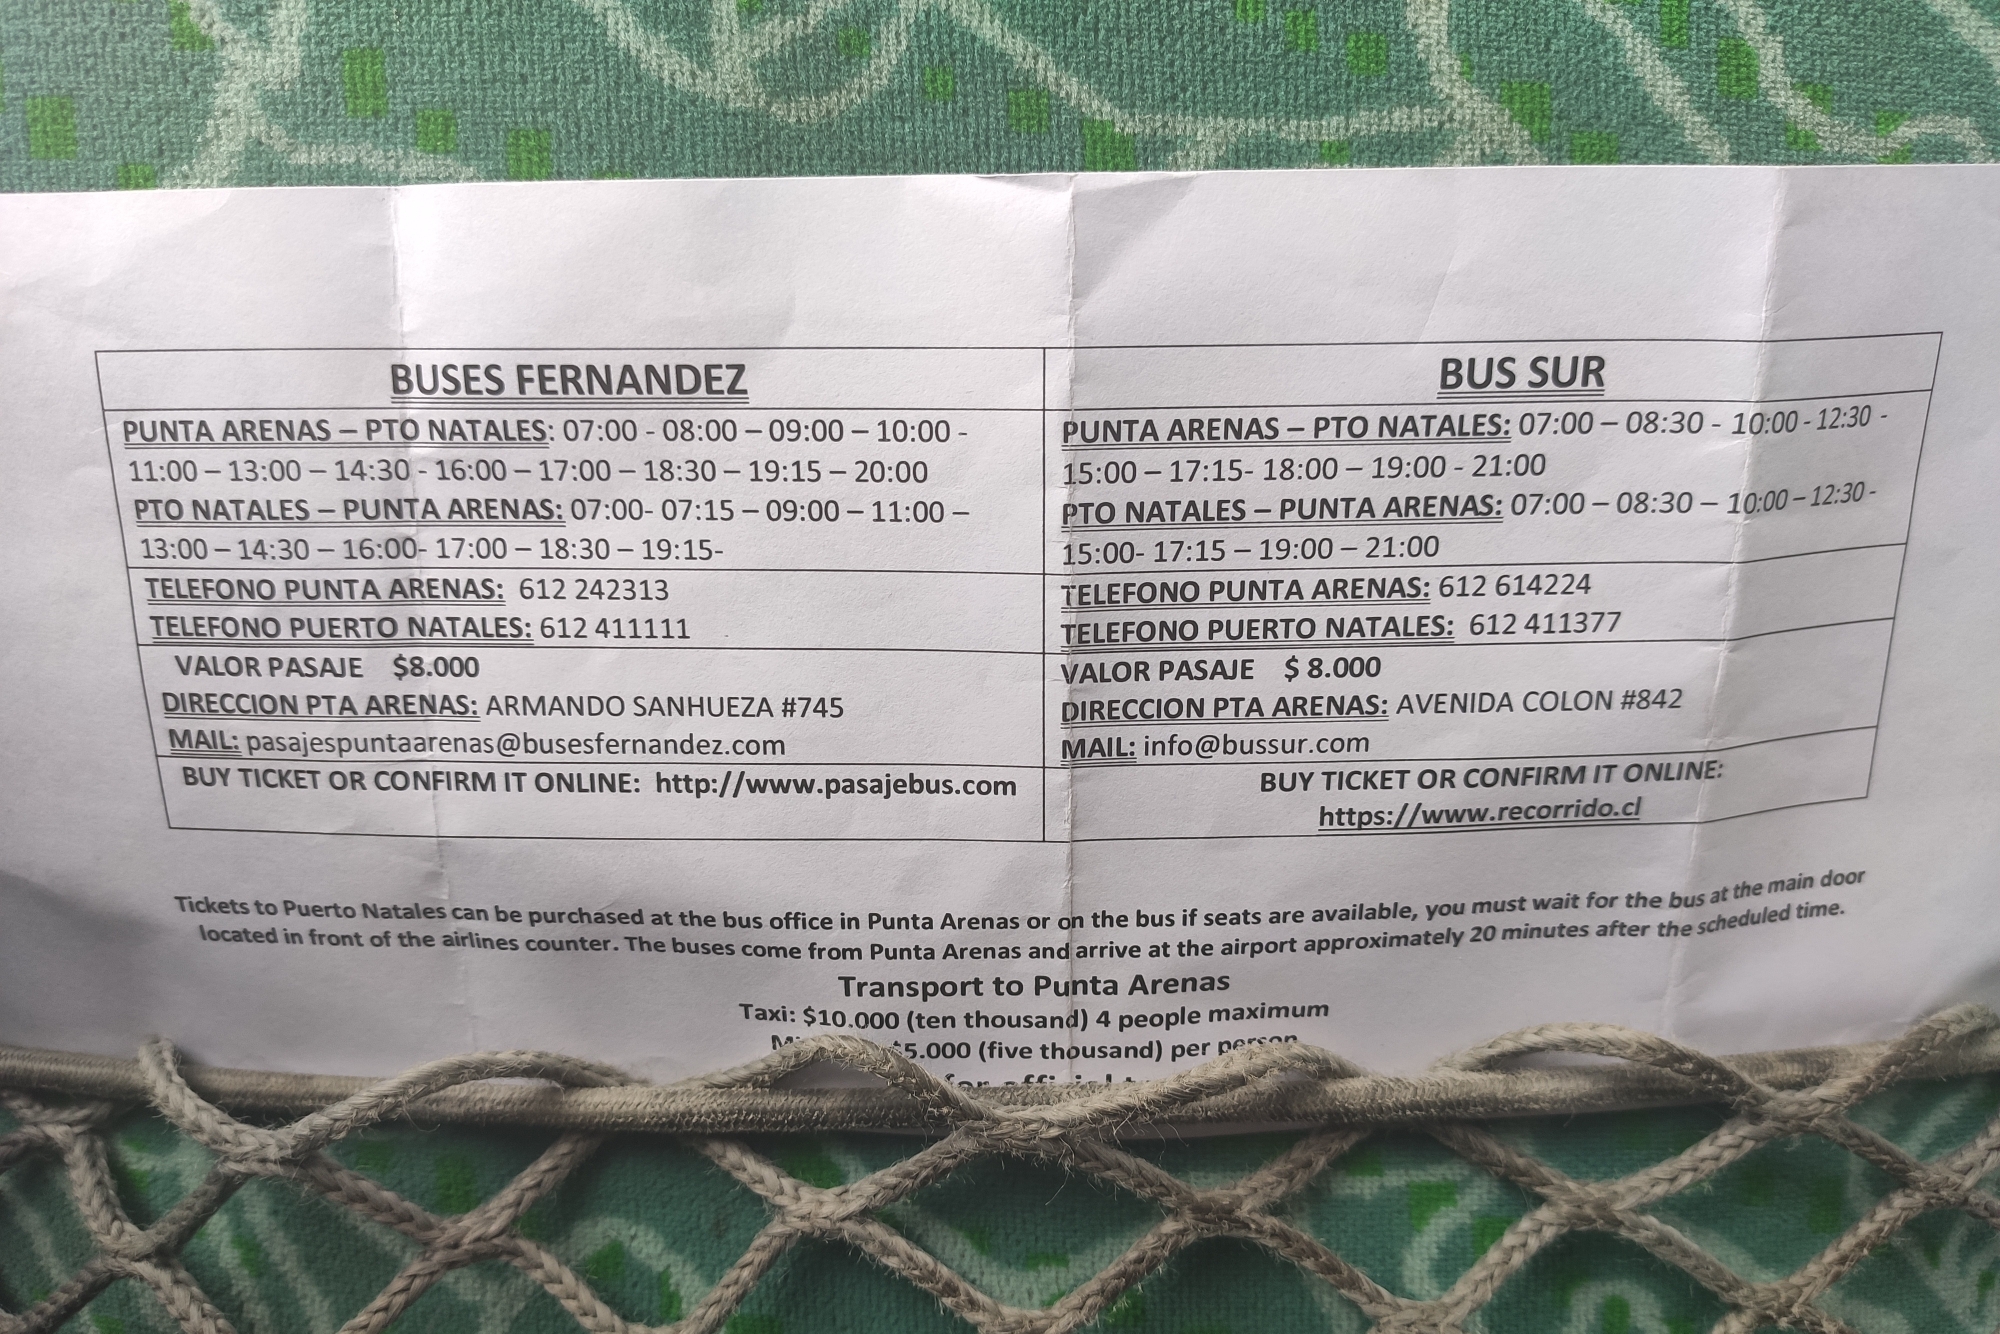 BUSES FERNANDEZ
PUNTA ARENAS – PTO NATALES: 07:00 - 08:00 – 09:00 – 10:00 -
11:00 – 13:00 – 14:30 - 16:00 – 17:00 – 18:30 – 19:15 – 20:00
PTO NATALES – PUNTA ARENAS: 07:00- 07:15 – 09:00 – 11:00 –
13:00 – 14:30 – 16:00- 17:00 – 18:30 – 19:15-
TELEFONO PUNTA ARENAS: 612 242313
TELEFONO PUERTO NATALES: 612 411111
VALOR PASAJE $8.000
DIRECCION PTA ARENAS: ARMANDO SANHUEZA #745
MAIL: pasajespuntaarenas@busesfernandez.com
BUY TICKET OR CONFIRM IT ONLINE: http://www.pasajebus.com
BUS SUR
PUNTA ARENAS – PTO NATALES: 07:00 – 08:30 - 10:00 - 12:30 -
15:00 – 17:15- 18:00 – 19:00 - 21:00
PTO NATALES – PUNTA ARENAS: 07:00 – 08:30 – 10:00 – 12:30 -
15:00- 17:15 – 19:00 – 21:00
TELEFONO PUNTA ARENAS: 612 614224
TELEFONO PUERTO NATALES: 612 411377
VALOR PASAJE $ 8.000
DIRECCION PTA ARENAS: AVENIDA COLON #842
MAIL: info@bussur.com
BUY TICKET OR CONFIRM IT ONLINE:
https://www.recorrido.cl
Tickets to Puerto Natales can be purchased at the bus office in Punta Arenas or on the bus if seats are available, you must wait for the bus at the main door
located in front of the airlines counter. The buses come from Punta Arenas and arrive at the airport approximately 20 minutes after the scheduled time.
Transport to Punta Arenas
Taxi: $10.000 (ten thousand) 4 people maximum
5.000 (five thousand) per person